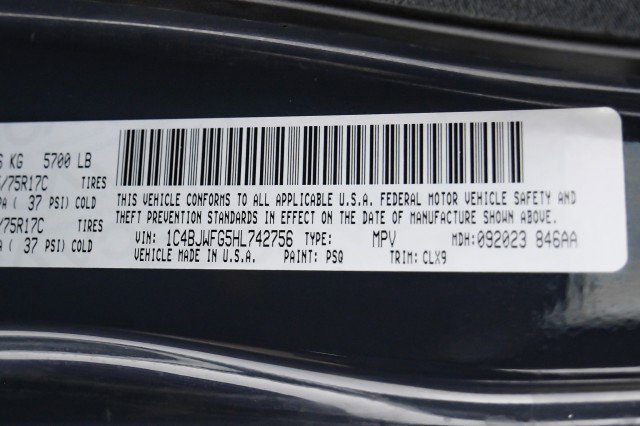 KG 5700 LB
/75R17C TIRES
( 37 PSI) COLD
/75R17C TIRES
A ( 37 PSI) COLD
THIS VEHICLE CONFORMS TO ALL APPLICABLE U.S.A. FEDERAL MOTOR VEHICLE SAFETY AND
THEFT PREVENTION STANDARDS IN EFFECT ON THE DATE OF MANUFACTURE SHOWN ABOVE.
VIN: 1C4BJWFG5HL742756 TYPE: MPV MDH:092023 846AA
VEHICLE MADE IN U.S.A. PAINT: PSQ TRIM: CLX9